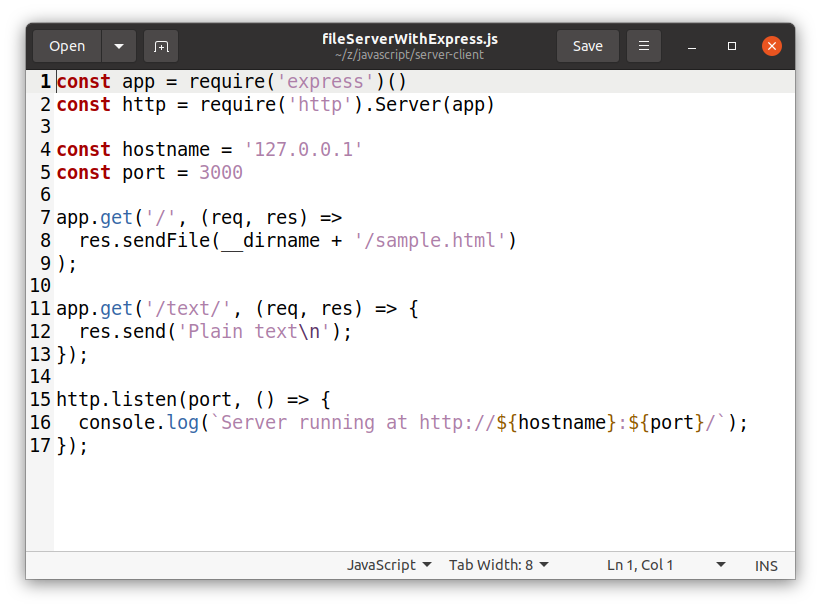 Open
fileServerWithExpress.js
~/z/javascript/server-client
Save
1 const app = require('express')()
2 const http = require('http').Server(app)
3
4 const hostname = '127.0.0.1'
5 const port = 3000
6
7 app.get('/', (req, res) =>
8   res.sendFile(__dirname + '/sample.html')
9 );
10
11 app.get('/text/', (req, res) => {
12   res.send('Plain text\n');
13 });
14
15 http.listen(port, () => {
16   console.log(`Server running at http://${hostname}:${port}/`);
17 });
JavaScript Tab Width: 8 Ln 1, Col 1 INS